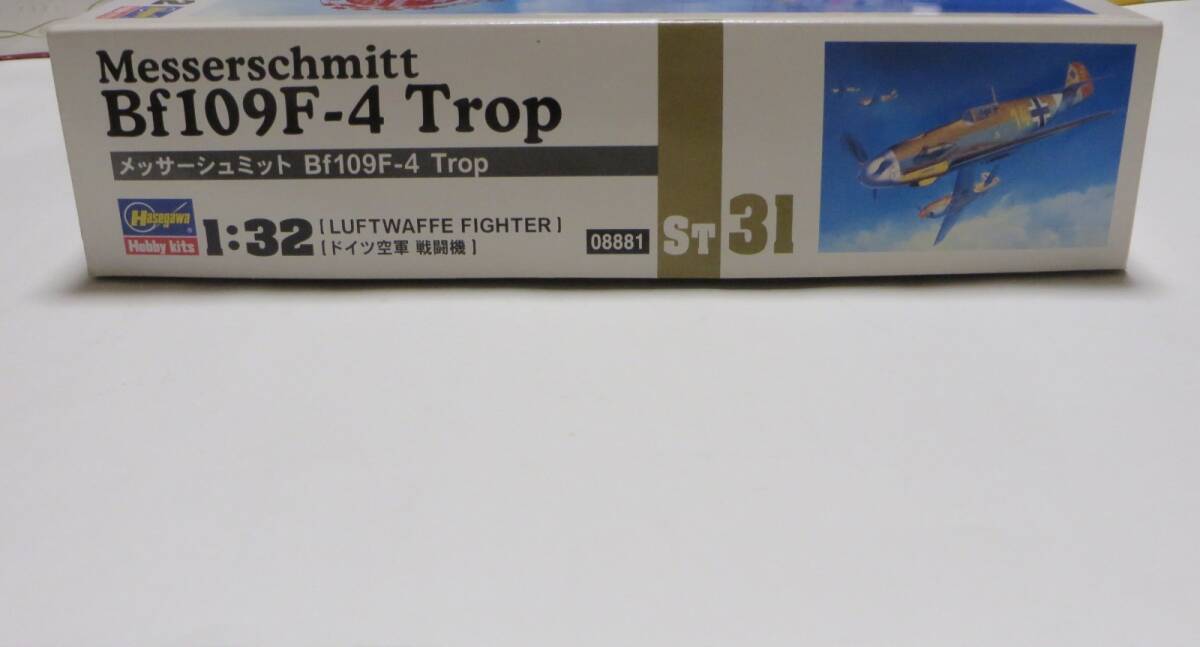 Messerschmitt
Bf109F-4 Trop
メッサーシュミット Bf109F-4 Trop
Hasegawa
Hobby kits
1:32
[LUFTWAFFE FIGHTER]
[ドイツ空軍 戦闘機]
08881
ST 31